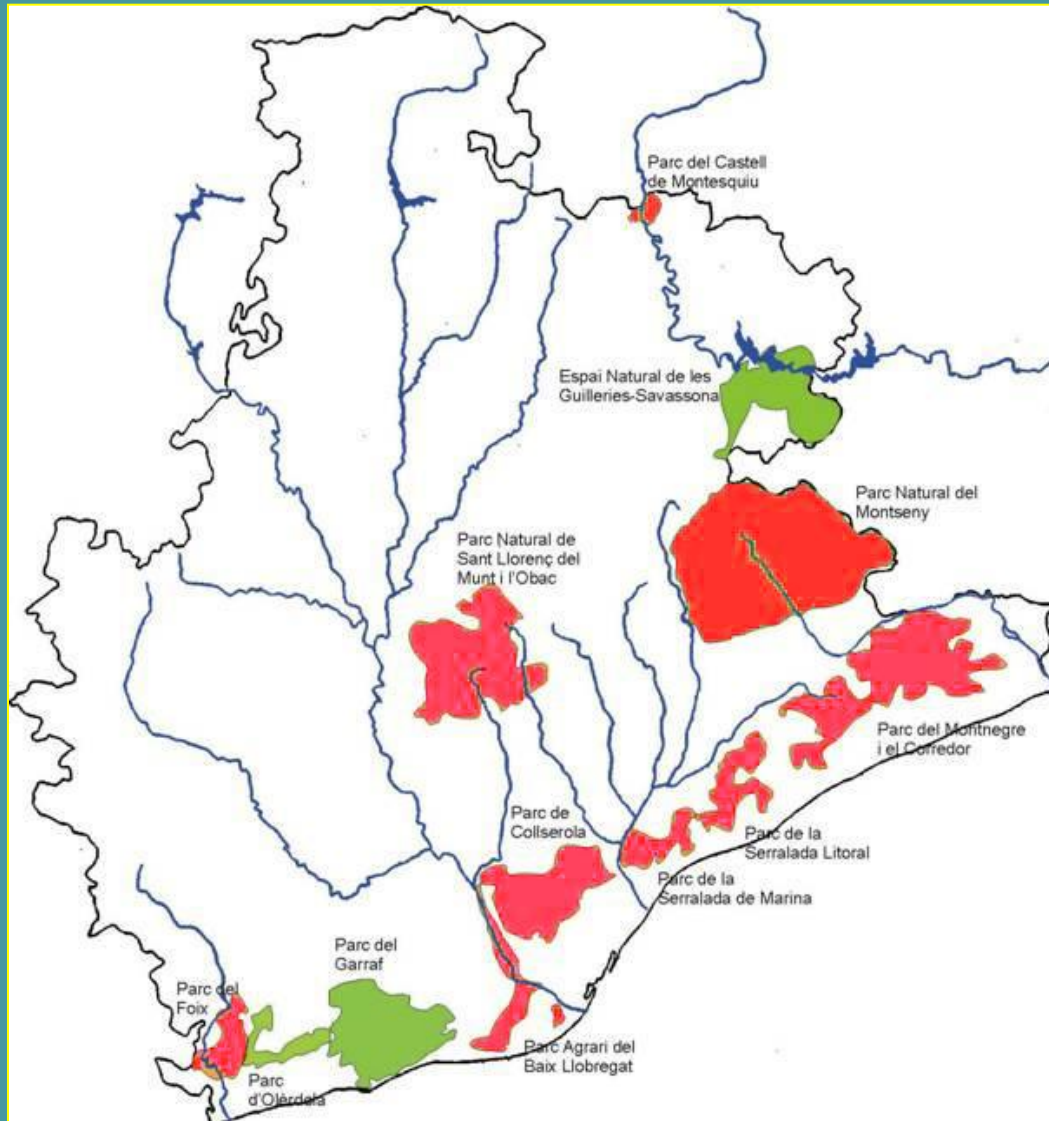 Parc del Castell
de Montesquiu
Espai Natural de les
Guilleries-Savassona
Parc Natural del
Montseny
Parc Natural de
Sant Llorenç del
Munt i l'Obac
Parc del Montnegre
i el Corredor
Parc de
Collserola
Parc de la
Serralada Litoral
Parc de la
Serralada de Marina
Parc del
Garraf
Parc del
Foix
Parc Agrari del
Baix Llobregat
Parc
d'Olèrdola